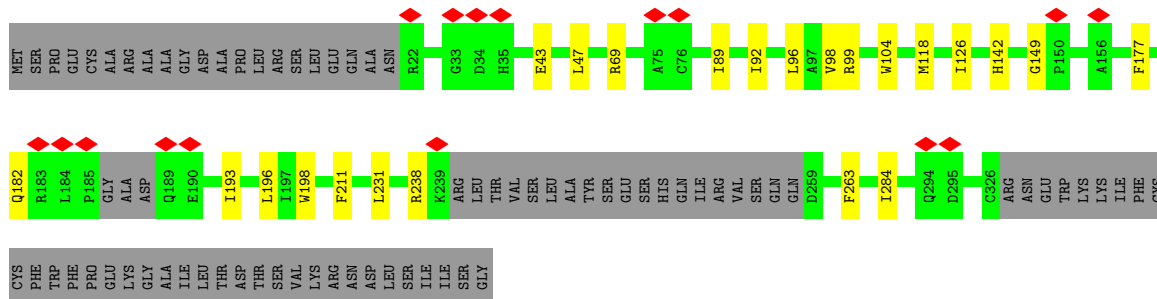 MET SER PRO GLU CYS ALA ARG ALA ALA GLY ASP ALA PRO LEU ARG SER LEU GLU GLN ALA ASN R22 G33 D34 H35 E43 L47 R69 A75 C76 I89 I92 L96 A97 V98 R99 W104 M118 I126 H142 G149 P150 A156 F177
Q182 R183 L184 P185 GLY ALA ASP Q189 E190 I193 L196 I197 W198 F211 L231 R238 K239 ARG LEU THR VAL SER LEU ALA TYR SER GLU SER HIS GLN ILE ARG VAL SER GLN GLN D259 F263 I284 Q294 D295 C326 ARG ASN GLU TRP LYS LYS ILE PHE CYS
CYS PHE TRP PHE PRO GLU LYS GLY ALA ILE LEU THR ASP THR SER VAL LYS ARG ASN ASP LEU SER ILE ILE SER GLY